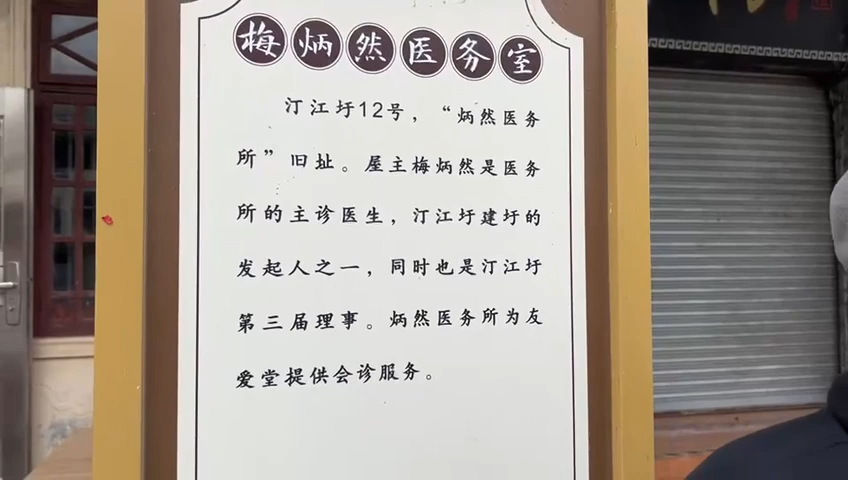 梅炳然医务室
汀江圩12号，“炳然医务
所”旧址。屋主梅炳然是医务
所的主诊医生，汀江圩建圩的
发起人之一，同时也是汀江圩
第三届理事。炳然医务所为友
爱堂提供会诊服务。